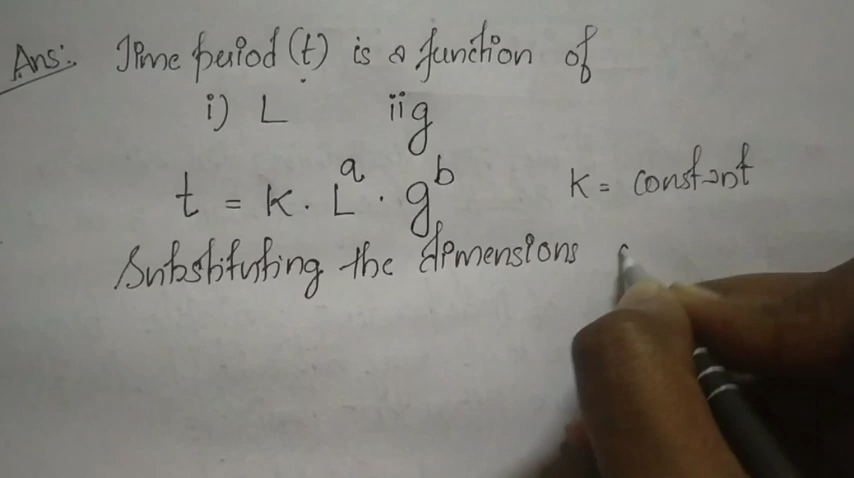 Ans:. Time period (t) is a function of
i) L ii g
t = K . L^a . g^b K = constant
Substituting the dimensions